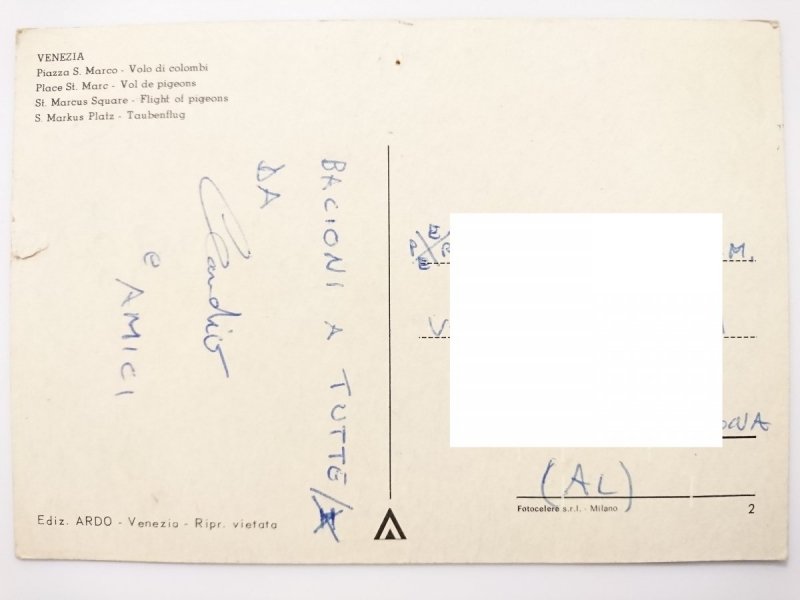 VENEZIA
Piazza S. Marco - Volo di colombi
Place St. Marc - Vol de pigeons
St. Marcus Square - Flight of pigeons
S. Markus Platz - Taubenflug
BACIONI A TUTTE/I
DA
Claudio
e AMICI
M.
V
(AL)
Ediz. ARDO - Venezia - Ripr. vietata
Fotocelere s.r.l. - Milano
2